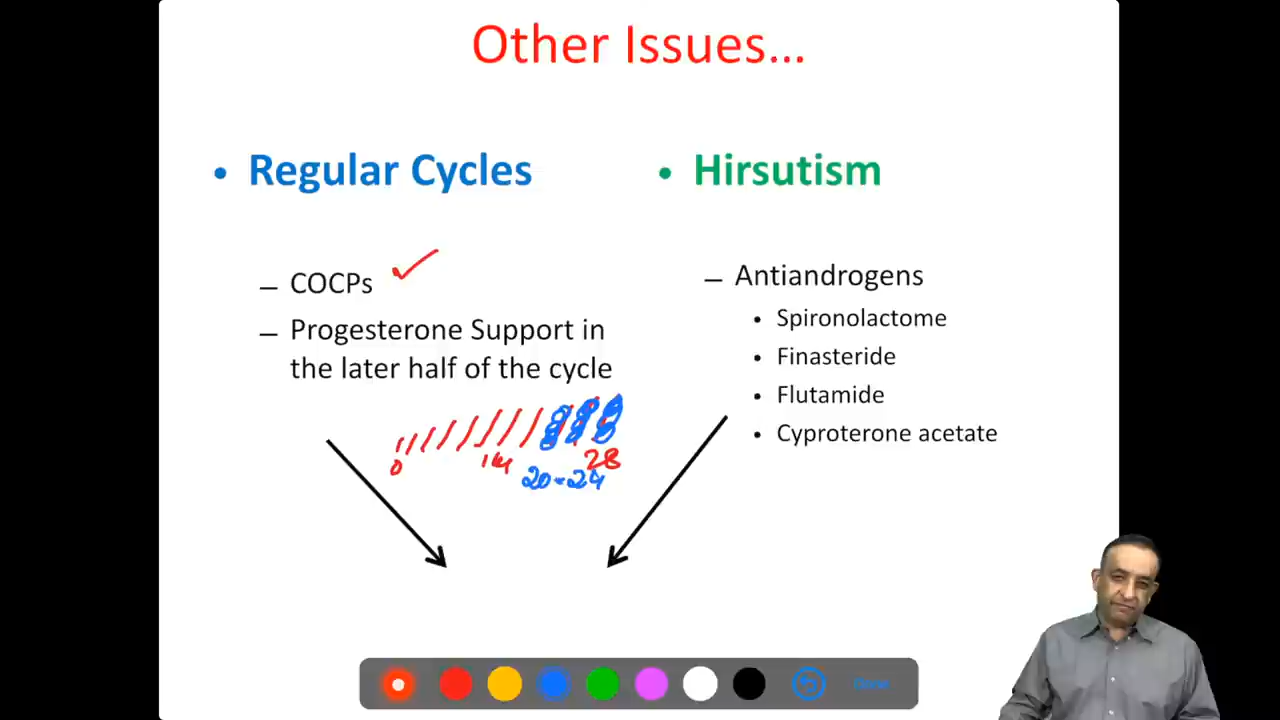 Other Issues...
• Regular Cycles
– COCPs
– Progesterone Support in
the later half of the cycle
0 14 28
20-24
• Hirsutism
– Antiandrogens
• Spironolactome
• Finasteride
• Flutamide
• Cyproterone acetate